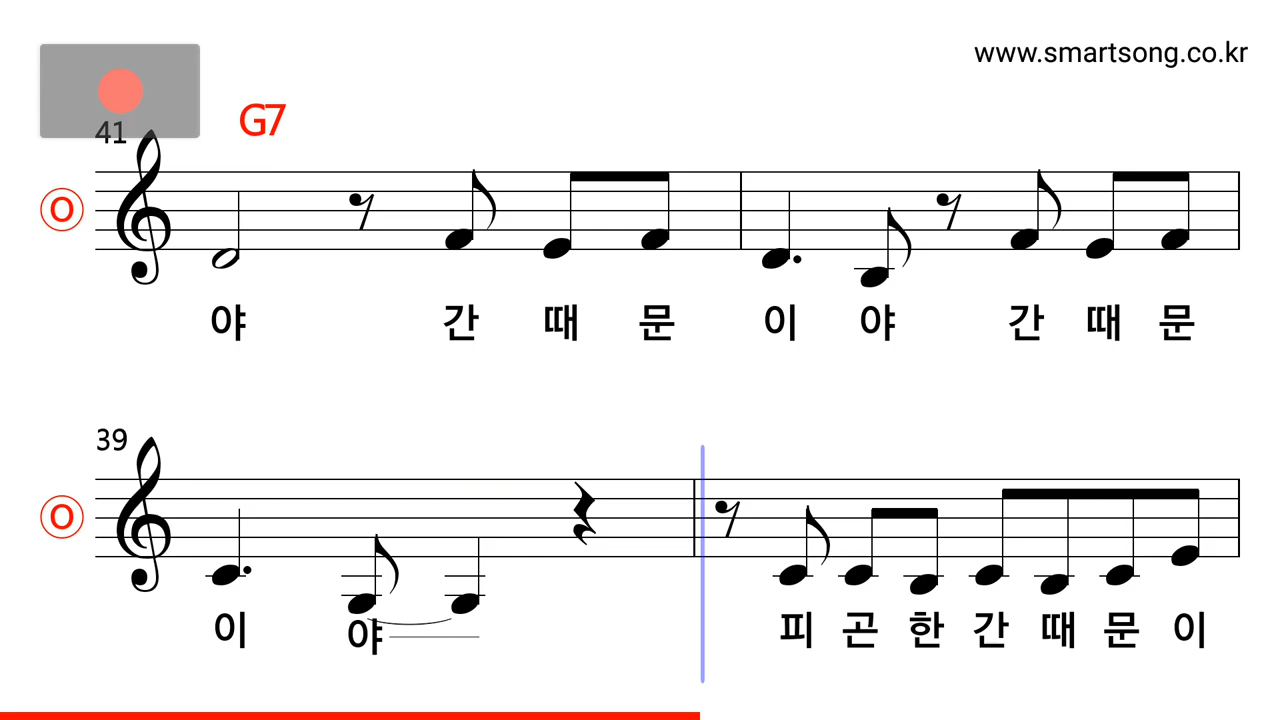 www.smartsong.co.kr
41 G7
O
야 간 때 문 이 야 간 때 문
39
O
이 야 피 곤 한 간 때 문 이